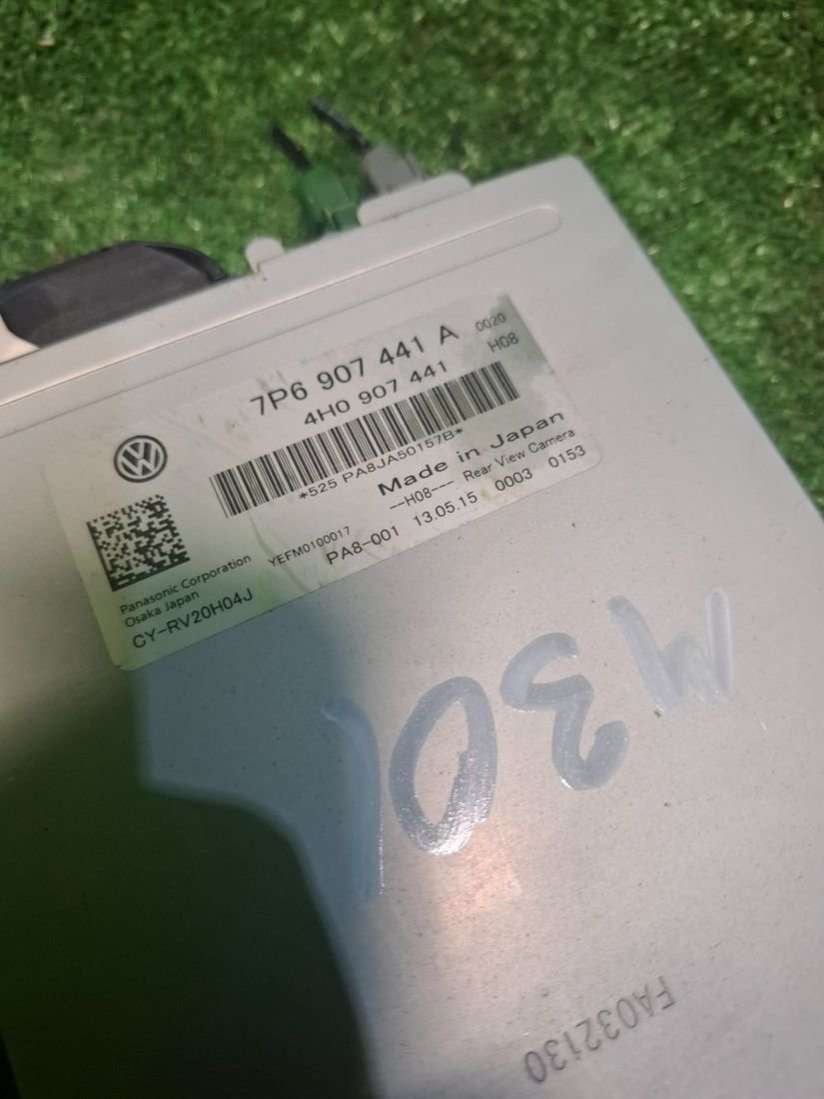 7P6 907 441 A 0020
4H0 907 441 H08
*525 PA8JA50157B*
Made in Japan
--H08--- Rear View Camera
YEFM0100017
PA8-001 13.05.15 0003 0153
Panasonic Corporation
Osaka Japan
CY-RV20H04J
M301
FA032130